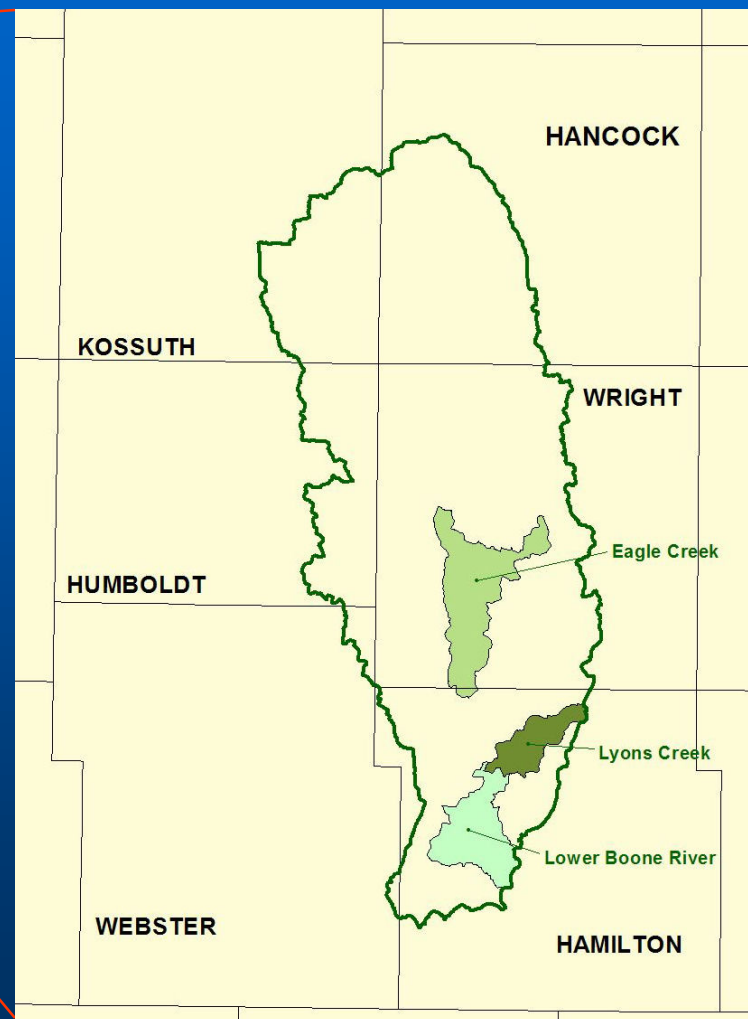 HANCOCK
KOSSUTH
WRIGHT
Eagle Creek
HUMBOLDT
Lyons Creek
Lower Boone River
WEBSTER
HAMILTON